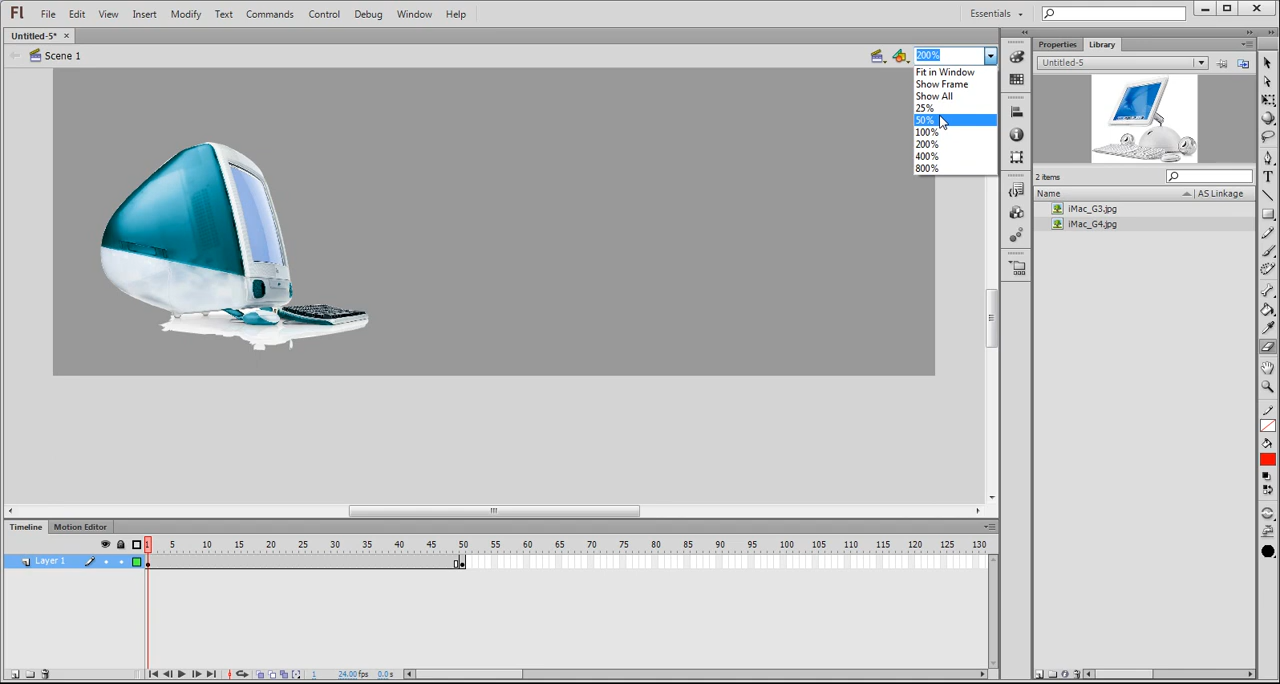 Fl File Edit View Insert Modify Text Commands Control Debug Window Help Essentials
Untitled-5* ×
Scene 1 200%
Fit in Window
Show Frame
Show All
25%
50%
100%
200%
400%
800%
Properties Library
Untitled-5
2 items
Name AS Linkage
iMac_G3.jpg
iMac_G4.jpg
Timeline Motion Editor
1 5 10 15 20 25 30 35 40 45 50 55 60 65 70 75 80 85 90 95 100 105 110 115 120 125 130
Layer 1
1 24.00 fps 0.0 s